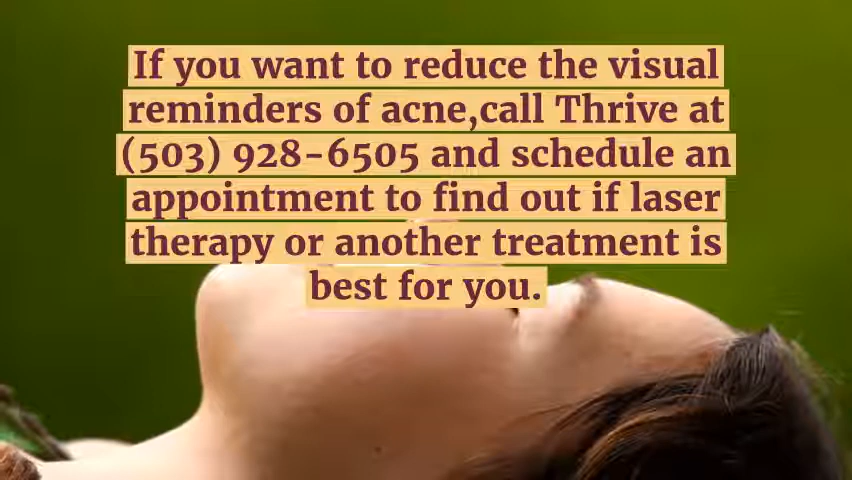 If you want to reduce the visual
reminders of acne,call Thrive at
(503) 928-6505 and schedule an
appointment to find out if laser
therapy or another treatment is
best for you.